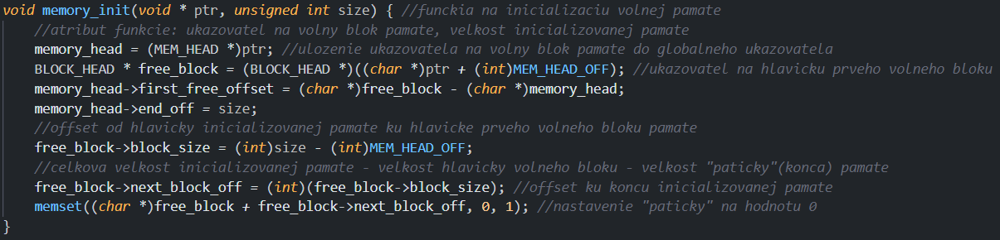 void memory_init(void * ptr, unsigned int size) { //funckia na inicializaciu volnej pamate
//atribut funkcie: ukazovatel na volny blok pamate, velkost inicializovanej pamate
memory_head = (MEM_HEAD *)ptr; //ulozenie ukazovatela na volny blok pamate do globalneho ukazovatela
BLOCK_HEAD * free_block = (BLOCK_HEAD *)((char *)ptr + (int)MEM_HEAD_OFF); //ukazovatel na hlavicku prveho volneho bloku
memory_head->first_free_offset = (char *)free_block - (char *)memory_head;
memory_head->end_off = size;
//offset od hlavicky inicializovanej pamate ku hlavicke prveho volneho bloku pamate
free_block->block_size = (int)size - (int)MEM_HEAD_OFF;
//celkova velkost inicializovanej pamate - velkost hlavicky volneho bloku - velkost "paticky"(konca) pamate
free_block->next_block_off = (int)(free_block->block_size); //offset ku koncu inicializovanej pamate
memset((char *)free_block + free_block->next_block_off, 0, 1); //nastavenie "paticky" na hodnotu 0
}